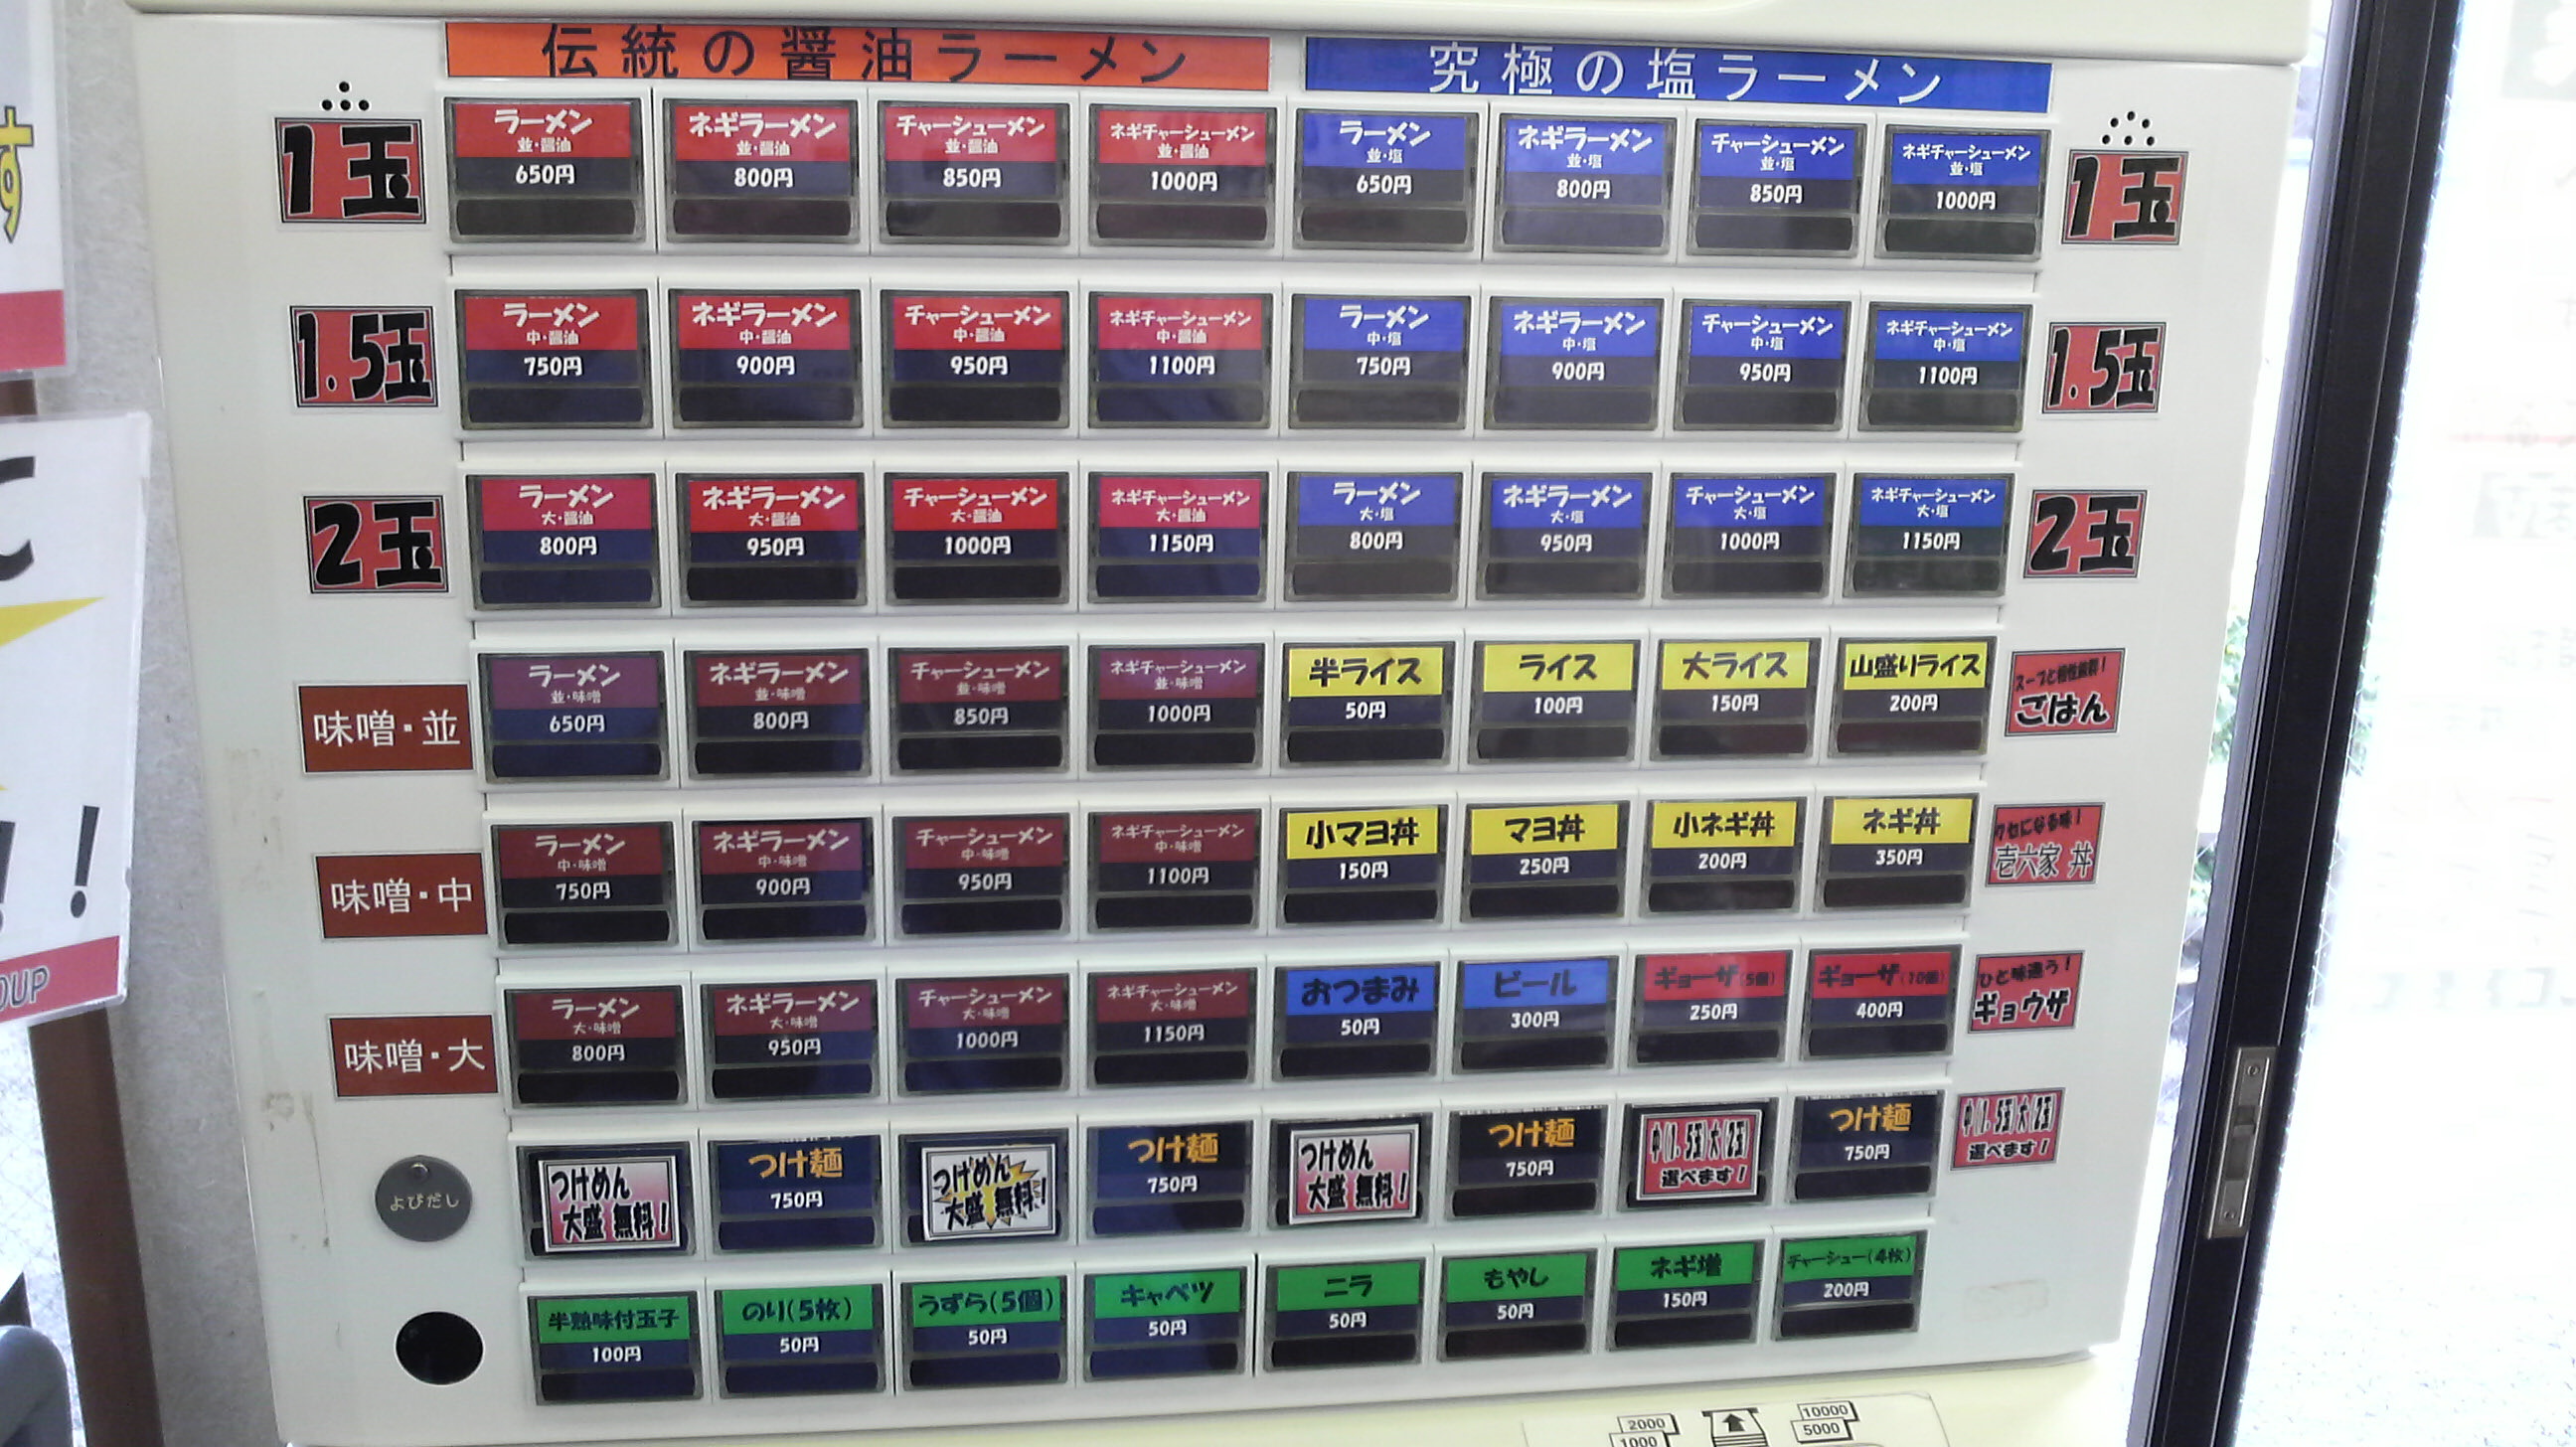 伝統の醤油ラーメン
究極の塩ラーメン
1玉
ラーメン
並・醤油
650円
ネギラーメン
並・醤油
800円
チャーシューメン
並・醤油
850円
ネギチャーシューメン
並・醤油
1000円
ラーメン
並・塩
650円
ネギラーメン
並・塩
800円
チャーシューメン
並・塩
850円
ネギチャーシューメン
並・塩
1000円
1玉
1.5玉
ラーメン
中・醤油
750円
ネギラーメン
中・醤油
900円
チャーシューメン
中・醤油
950円
ネギチャーシューメン
中・醤油
1100円
ラーメン
中・塩
750円
ネギラーメン
中・塩
900円
チャーシューメン
中・塩
950円
ネギチャーシューメン
中・塩
1100円
1.5玉
2玉
ラーメン
大・醤油
800円
ネギラーメン
大・醤油
950円
チャーシューメン
大・醤油
1000円
ネギチャーシューメン
大・醤油
1150円
ラーメン
大・塩
800円
ネギラーメン
大・塩
950円
チャーシューメン
大・塩
1000円
ネギチャーシューメン
大・塩
1150円
2玉
味噌・並
ラーメン
並・味噌
650円
ネギラーメン
並・味噌
800円
チャーシューメン
並・味噌
850円
ネギチャーシューメン
並・味噌
1000円
半ライス
50円
ライス
100円
大ライス
150円
山盛りライス
200円
スープと相性抜群!
ごはん
味噌・中
ラーメン
中・味噌
750円
ネギラーメン
中・味噌
900円
チャーシューメン
中・味噌
950円
ネギチャーシューメン
中・味噌
1100円
小マヨ丼
150円
マヨ丼
250円
小ネギ丼
200円
ネギ丼
350円
クセになる味!
壱六家 丼
味噌・大
ラーメン
大・味噌
800円
ネギラーメン
大・味噌
950円
チャーシューメン
大・味噌
1000円
ネギチャーシューメン
大・味噌
1150円
おつまみ
50円
ビール
300円
ギョーザ(5個)
250円
ギョーザ(10個)
400円
ひと味違う!
ギョウザ
よびだし
つけめん
大盛 無料!
つけ麺
750円
つけめん
大盛 無料!
つけ麺
750円
つけめん
大盛 無料!
つけ麺
750円
中(1.5玉)大(2玉)
選べます!
つけ麺
750円
中(1.5玉)大(2玉)
選べます!
半熟味付玉子
100円
のり(5枚)
50円
うずら(5個)
50円
キャベツ
50円
ニラ
50円
もやし
50円
ネギ増
150円
チャーシュー(4枚)
200円
2000
1000
10000
5000
す
!
OUP